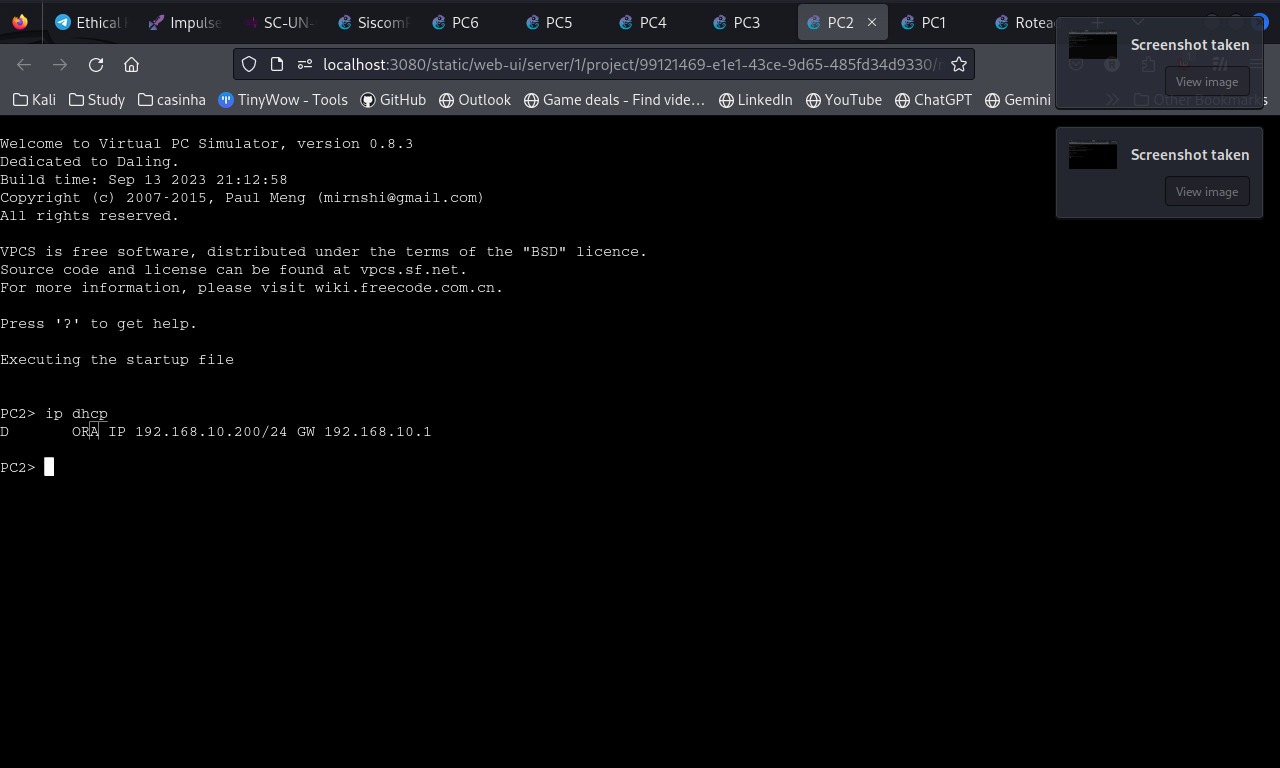 Ethical
Impulse
SC-UN-
Siscom
PC6
PC5
PC4
PC3
PC2
PC1
Rotea
localhost:3080/static/web-ui/server/1/project/99121469-e1e1-43ce-9d65-485fd34d9330/
Kali
Study
casinha
TinyWow - Tools
GitHub
Outlook
Game deals - Find vide…
LinkedIn
YouTube
ChatGPT
Gemini
Other Bookmarks
Screenshot taken
View image
Screenshot taken
View image
Welcome to Virtual PC Simulator, version 0.8.3
Dedicated to Daling.
Build time: Sep 13 2023 21:12:58
Copyright (c) 2007-2015, Paul Meng (mirnshi@gmail.com)
All rights reserved.
VPCS is free software, distributed under the terms of the "BSD" licence.
Source code and license can be found at vpcs.sf.net.
For more information, please visit wiki.freecode.com.cn.
Press '?' to get help.
Executing the startup file
PC2> ip dhcp
D ORA IP 192.168.10.200/24 GW 192.168.10.1
PC2>